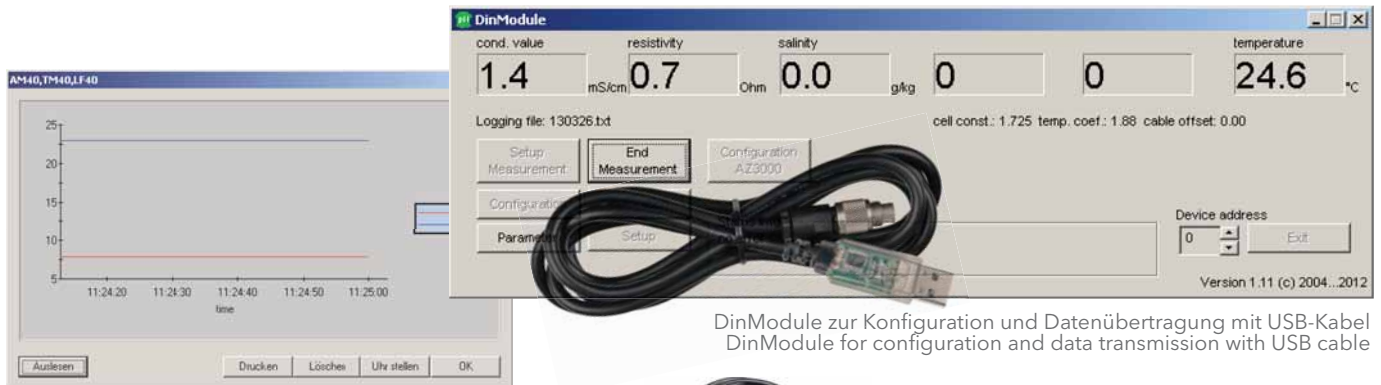 DinModule
cond. value resistivity salinity temperature
1.4 mS/cm 0.7 Ohm 0.0 g/kg 0 0 24.6 °C
Logging file: 130326.txt cell const.: 1.725 temp. coef.: 1.88 cable offset: 0.00
Setup
Measurement
End
Measurement
Configuration
AZ3000
Parameter
Setup
Device address
0
Exit
Version 1.11 (c) 2004...2012
AM40,TM40,LF40
25
20
15
10
5
11:24:20 11:24:30 11:24:40 11:24:50 11:25:00
time
Auslesen Drucken Löschen Uhr stellen OK
DinModule zur Konfiguration und Datenübertragung mit USB-Kabel
DinModule for configuration and data transmission with USB cable